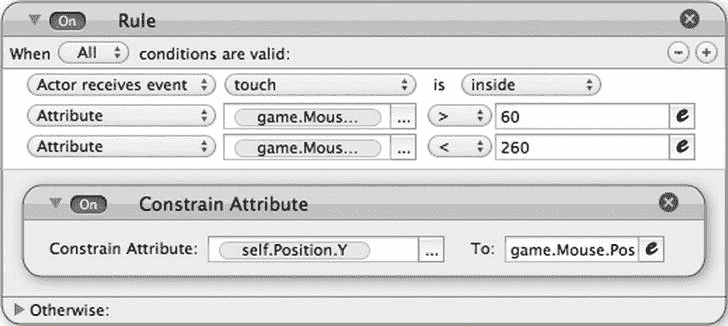 On Rule
When All conditions are valid:
Actor receives event touch is inside
Attribute game.Mous... ... > 60 e
Attribute game.Mous... ... < 260 e
On Constrain Attribute
Constrain Attribute: self.Position.Y ... To: game.Mouse.Pos e
Otherwise: